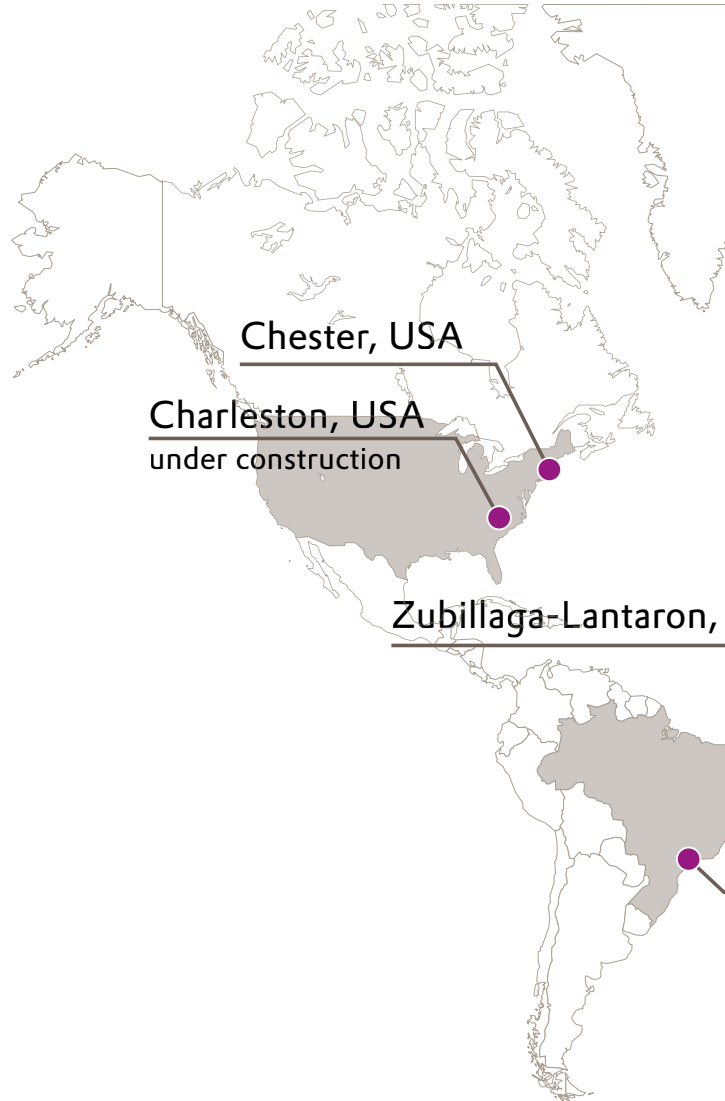 Chester, USA
Charleston, USA
under construction
Zubillaga-Lantaron,